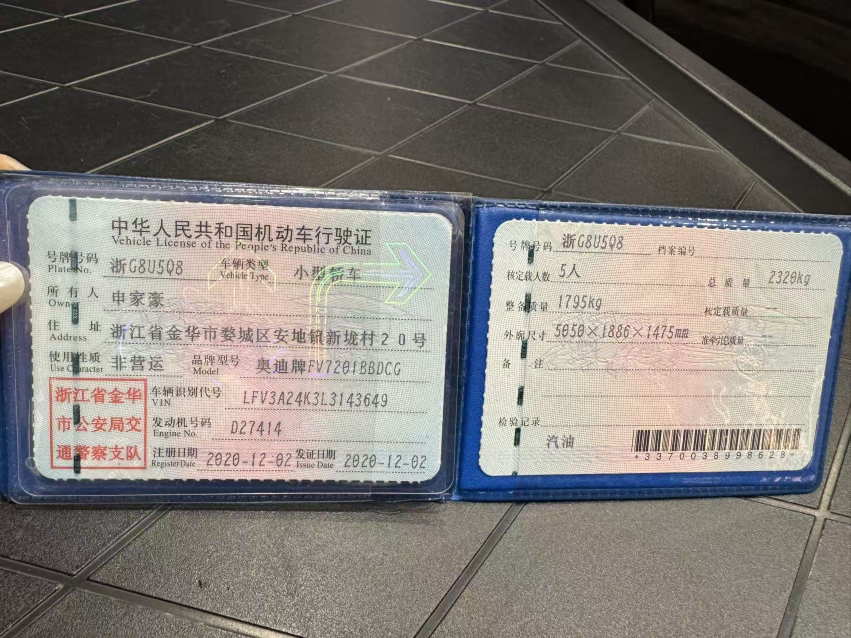 中华人民共和国机动车行驶证
Vehicle License of the People's Republic of China
号牌号码 浙G8U5Q8 车辆类型 小形轿车
Plate No. Vehicle Type
所有人 申家豪
Owner
住址 浙江省金华市婺城区安地镇新垅村20号
Address
使用性质 非营运 品牌型号 奥迪牌FV7201BBDCG
Use Character Model
浙江省金华
市公安局交
通警察支队
车辆识别代号 LFV3A24K3L3143649
VIN
发动机号码 D27414
Engine No.
注册日期 2020-12-02 发证日期 2020-12-02
Register Date Issue Date
号牌号码 浙G8U5Q8 档案编号
核定载人数 5人 总质量 2320kg
整备质量 1795kg 核定载质量 --
外廓尺寸 5050×1886×1475mm 准牵引总质量 --
备注
检验记录
汽油
*3370038998628*